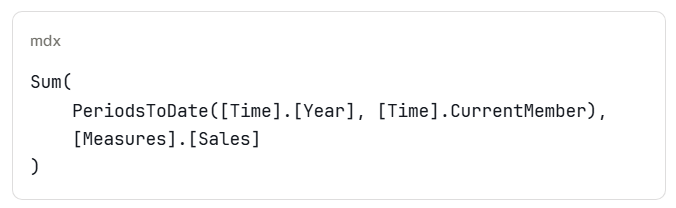 mdx
Sum(
    PeriodsToDate([Time].[Year], [Time].CurrentMember),
    [Measures].[Sales]
)